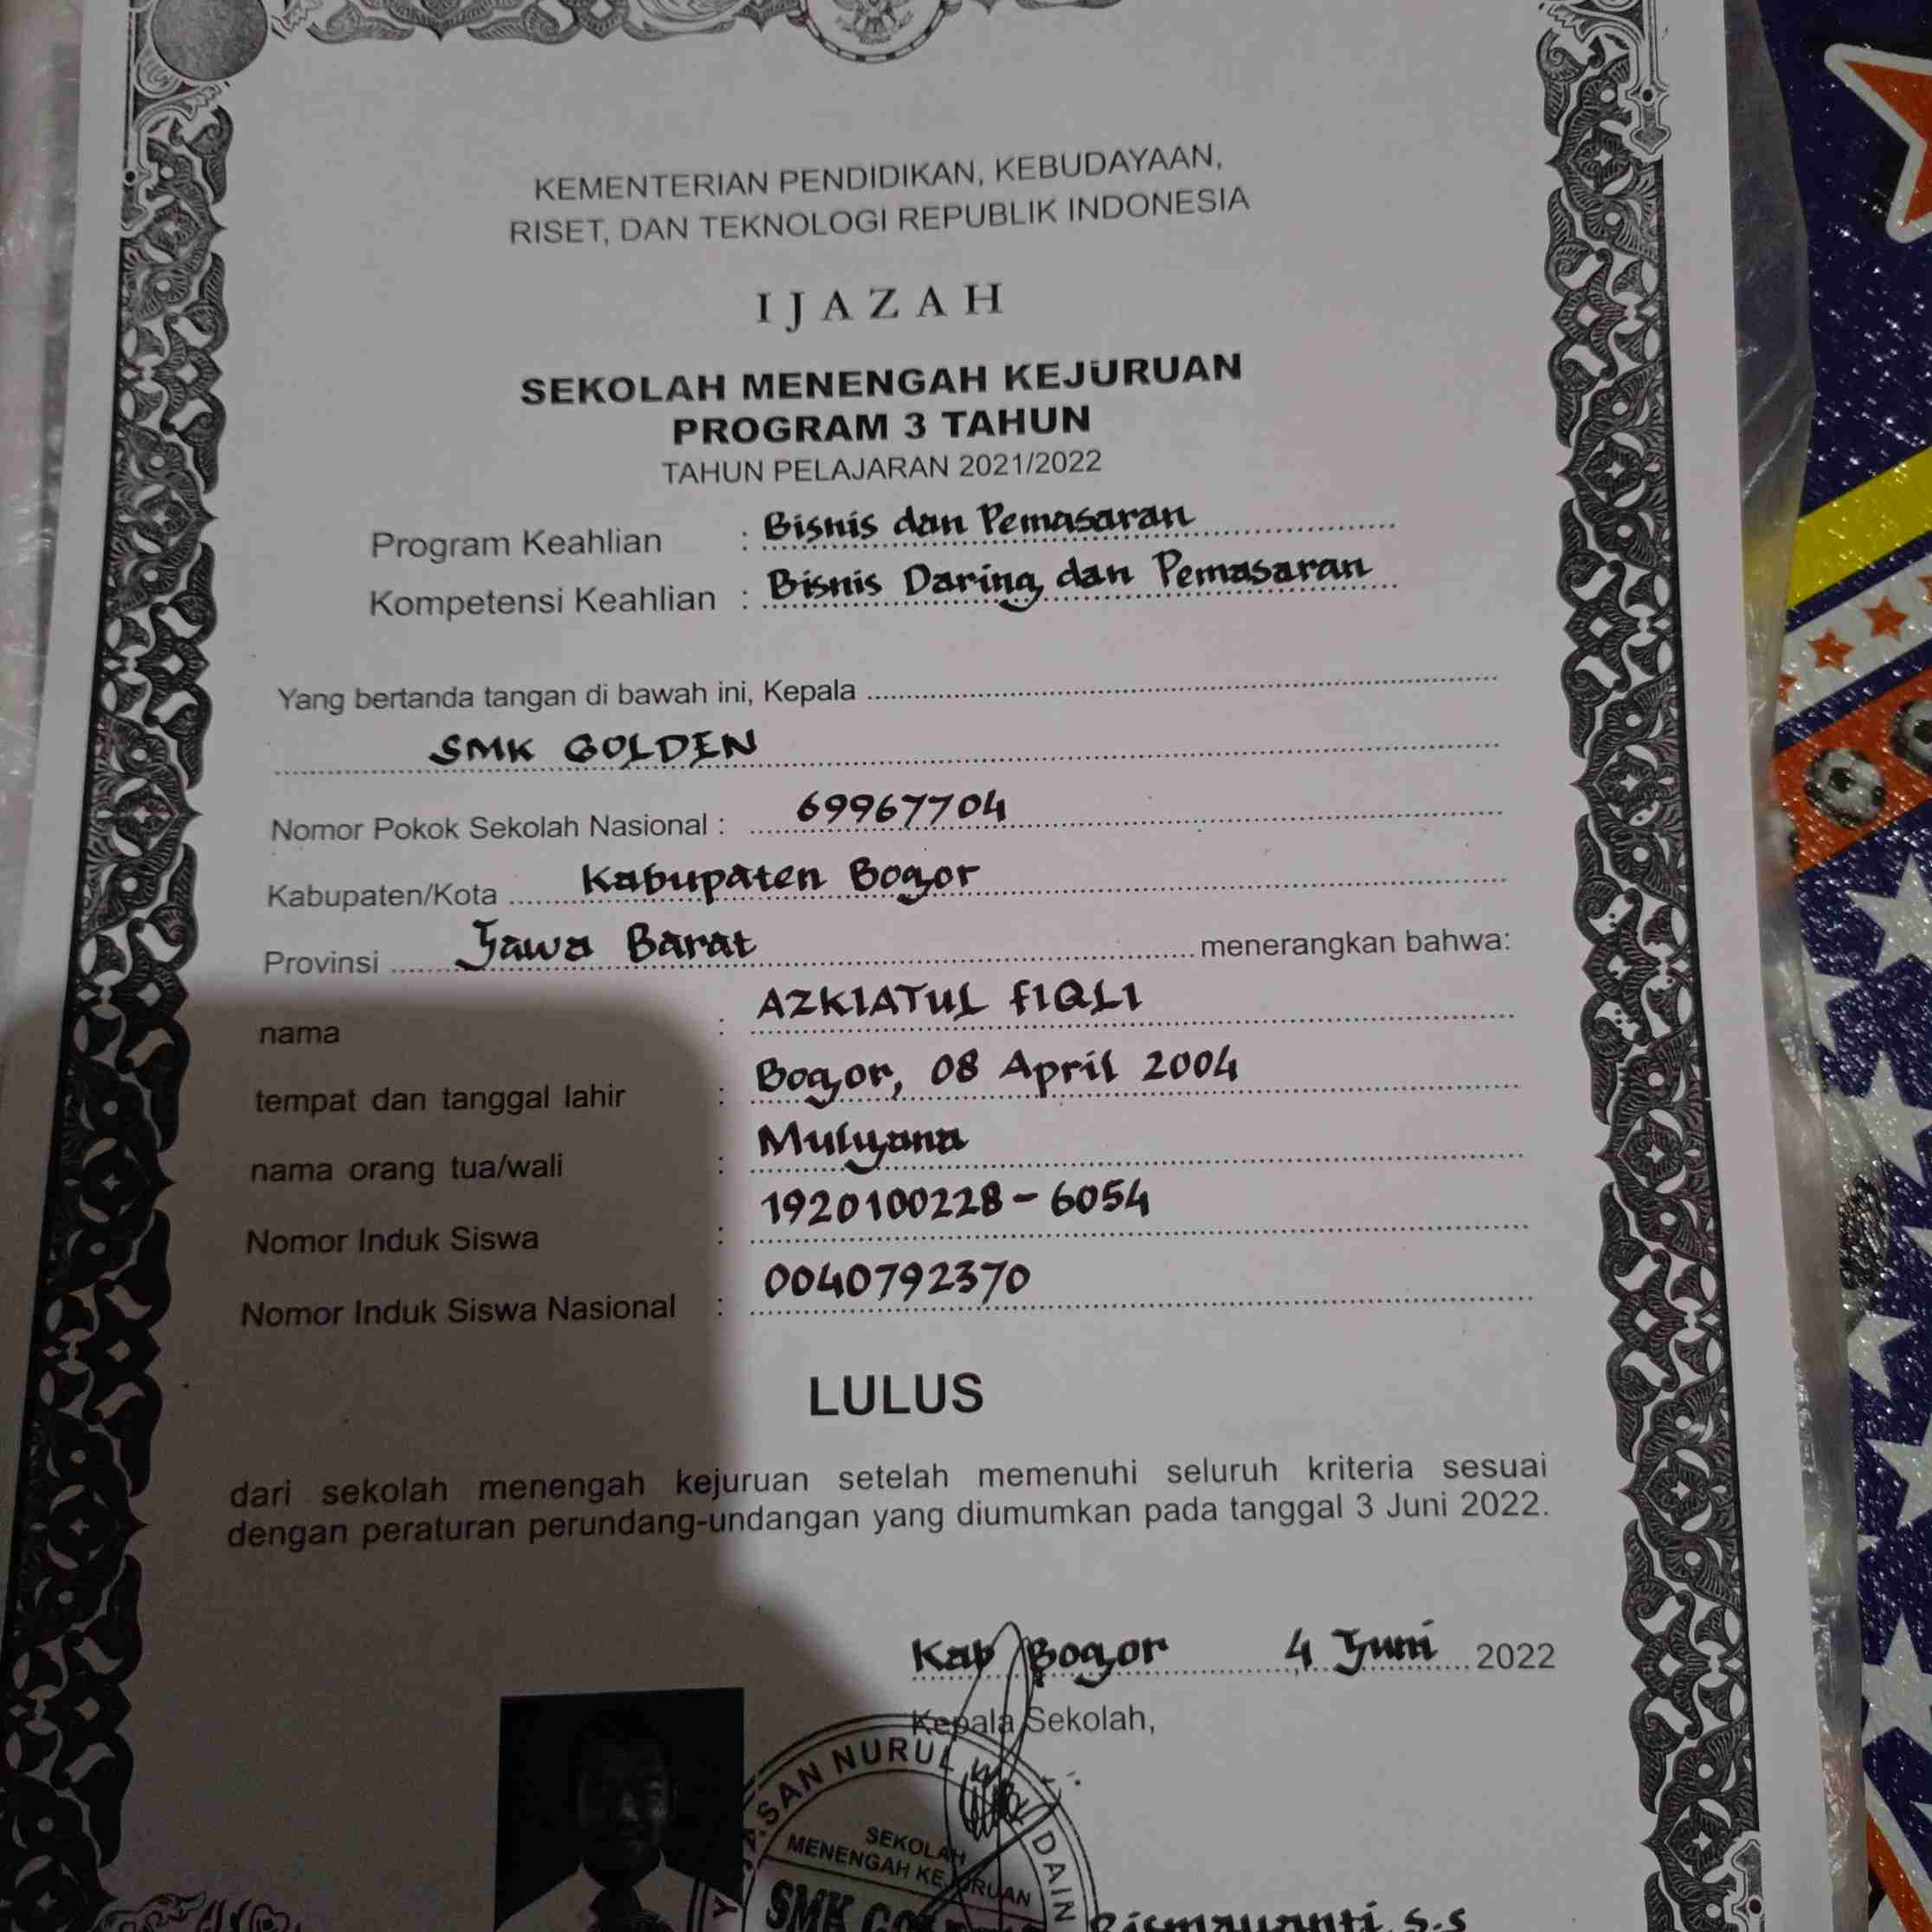 KEMENTERIAN PENDIDIKAN, KEBUDAYAAN,
RISET, DAN TEKNOLOGI REPUBLIK INDONESIA
IJAZAH
SEKOLAH MENENGAH KEJURUAN
PROGRAM 3 TAHUN
TAHUN PELAJARAN 2021/2022
Program Keahlian : Bisnis dan Pemasaran
Kompetensi Keahlian : Bisnis Daring dan Pemasaran
Yang bertanda tangan di bawah ini, Kepala
SMK GOLDEN
Nomor Pokok Sekolah Nasional : 69967704
Kabupaten/Kota Kabupaten Bogor
Provinsi Jawa Barat menerangkan bahwa:
nama : AZKIATUL FIQLI
tempat dan tanggal lahir : Bogor, 08 April 2004
nama orang tua/wali : Mulyana
Nomor Induk Siswa : 1920100228-6054
Nomor Induk Siswa Nasional : 0040792370
LULUS
dari sekolah menengah kejuruan setelah memenuhi seluruh kriteria sesuai
dengan peraturan perundang-undangan yang diumumkan pada tanggal 3 Juni 2022.
Kab Bogor 4 Juni 2022
Kepala Sekolah,
NURUL
SEKOLAH
MENENGAH KEJURUAN
SMK
Rismayanti, S.S